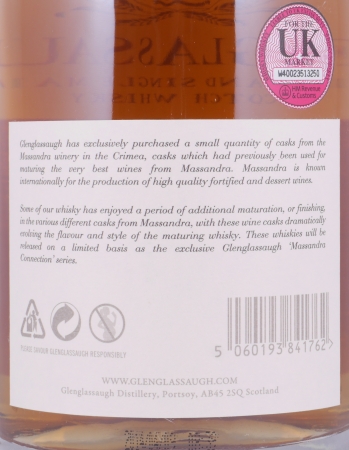 FOR THE
UK
MARKET
W40023513250
HM Revenue
& Customs
Glenglassaugh has exclusively purchased a small quantity of casks from the
Massandra winery in the Crimea, casks which had previously been used for
maturing the very best wines from Massandra. Massandra is known
internationally for the production of high quality fortified and dessert wines.
Some of our whisky has enjoyed a period of additional maturation, or finishing,
in the various different casks from Massandra, with these wine casks dramatically
evolving the flavour and style of the maturing whisky. These whiskies will be
released on a limited basis as the exclusive Glenglassaugh 'Massandra
Connection' series.
PLEASE SAVOUR GLENGLASSAUGH RESPONSIBLY
5 060193 841762
WWW.GLENGLASSAUGH.COM
Glenglassaugh Distillery, Portsoy, AB45 2SQ Scotland